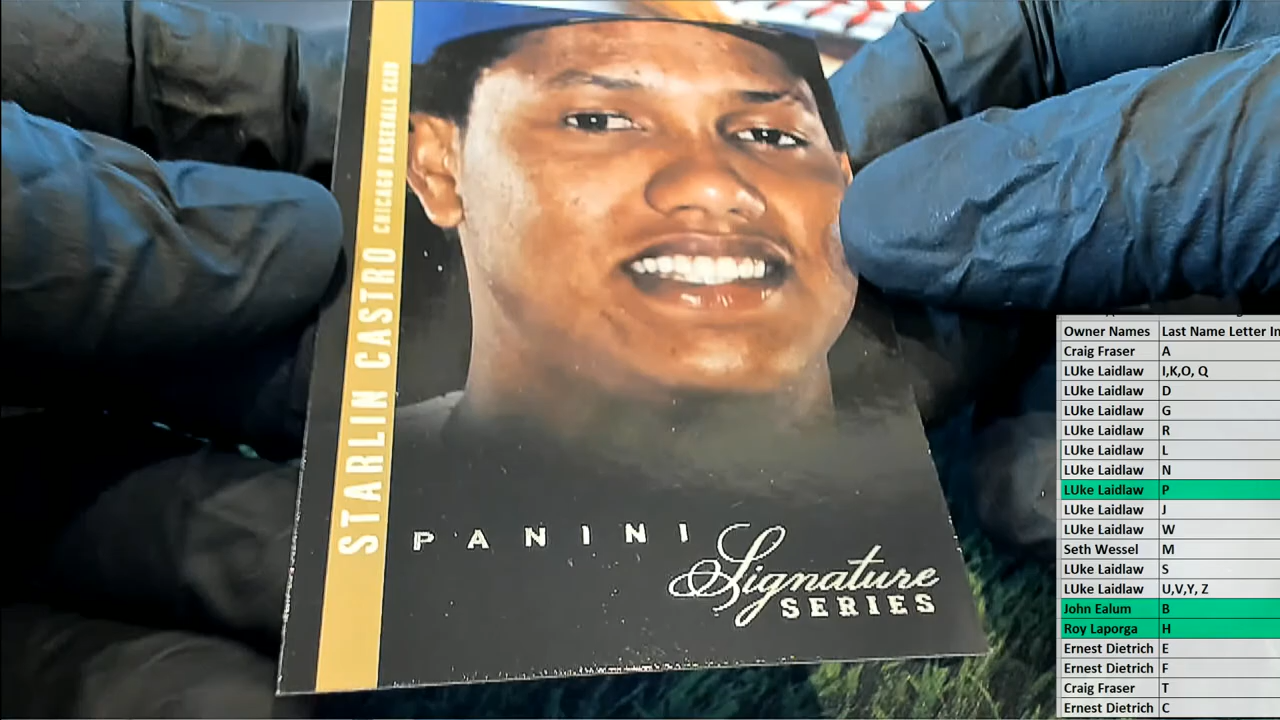 STARLIN CASTRO CHICAGO BASEBALL CLUB
PANINI
Signature
SERIES
Owner Names Last Name Letter In
Craig Fraser A
LUke Laidlaw I,K,O, Q
LUke Laidlaw D
LUke Laidlaw G
LUke Laidlaw R
LUke Laidlaw L
LUke Laidlaw N
LUke Laidlaw P
LUke Laidlaw J
LUke Laidlaw W
Seth Wessel M
LUke Laidlaw S
LUke Laidlaw U,V,Y, Z
John Ealum B
Roy Laporga H
Ernest Dietrich E
Ernest Dietrich F
Craig Fraser T
Ernest Dietrich C